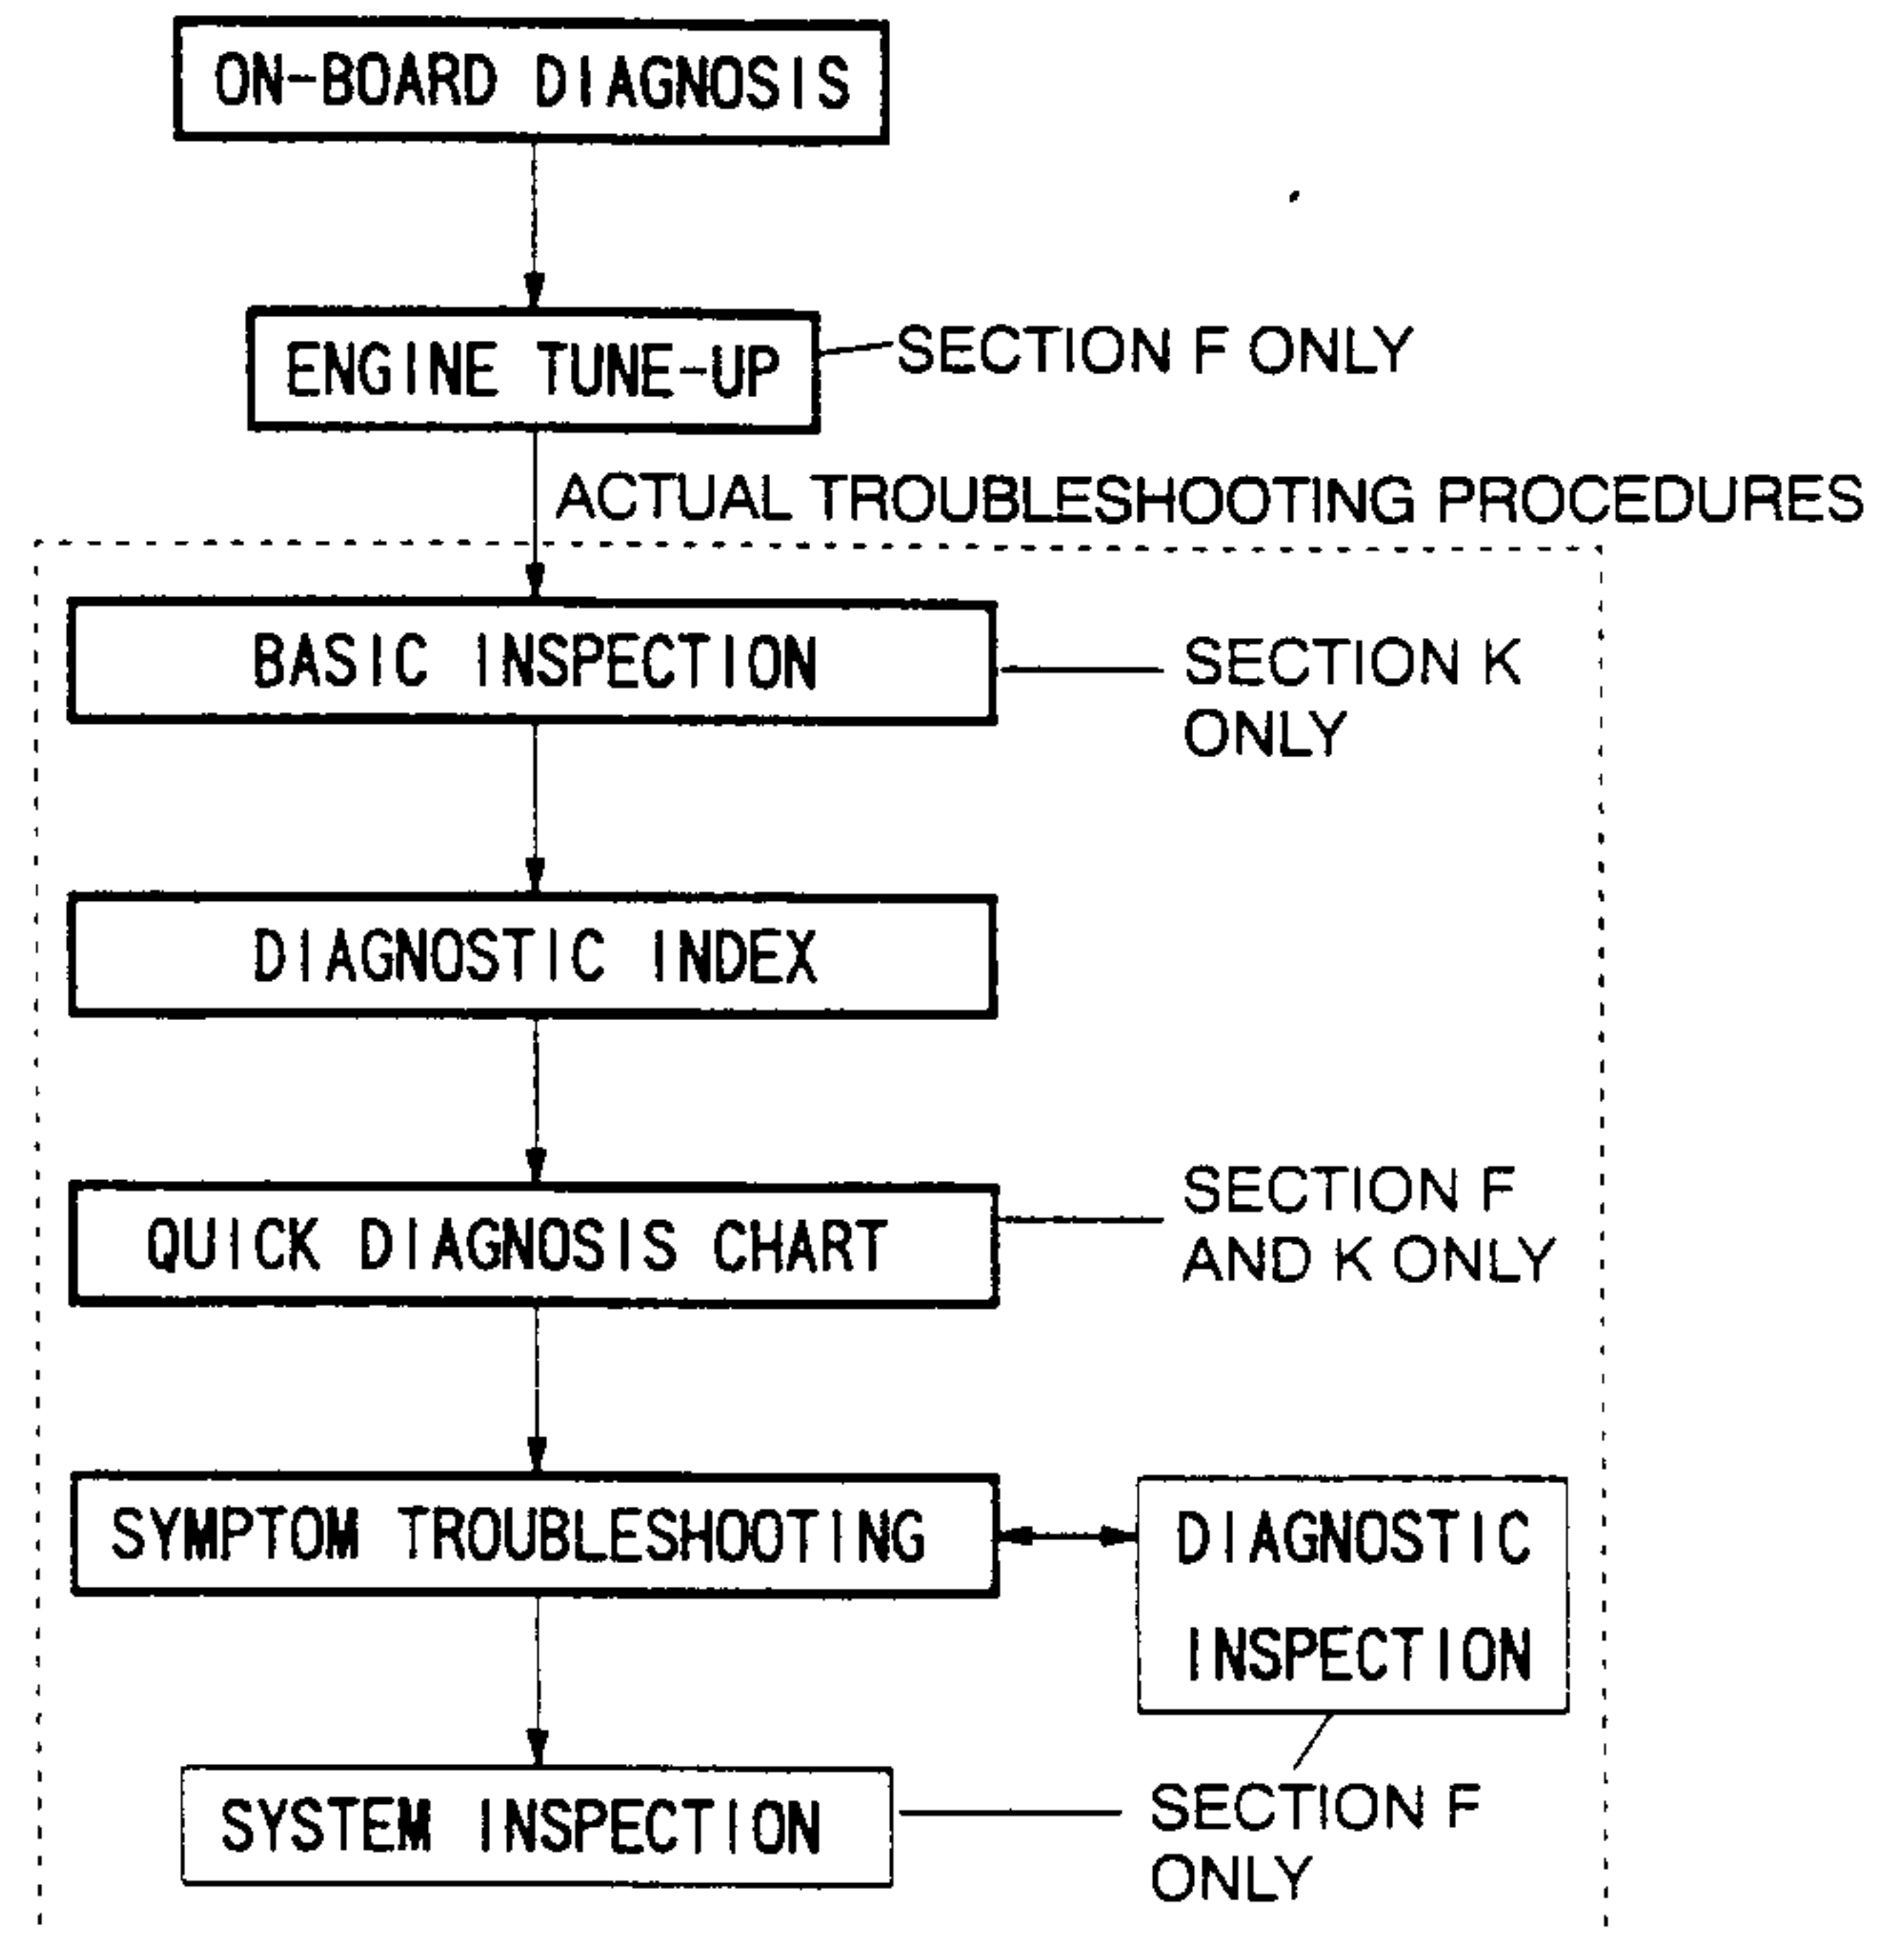 ON-BOARD DIAGNOSIS
ENGINE TUNE-UP
SECTION F ONLY
ACTUAL TROUBLESHOOTING PROCEDURES
BASIC INSPECTION
SECTION K
ONLY
DIAGNOSTIC INDEX
QUICK DIAGNOSIS CHART
SECTION F
AND K ONLY
SYMPTOM TROUBLESHOOTING
DIAGNOSTIC
INSPECTION
SYSTEM INSPECTION
SECTION F
ONLY